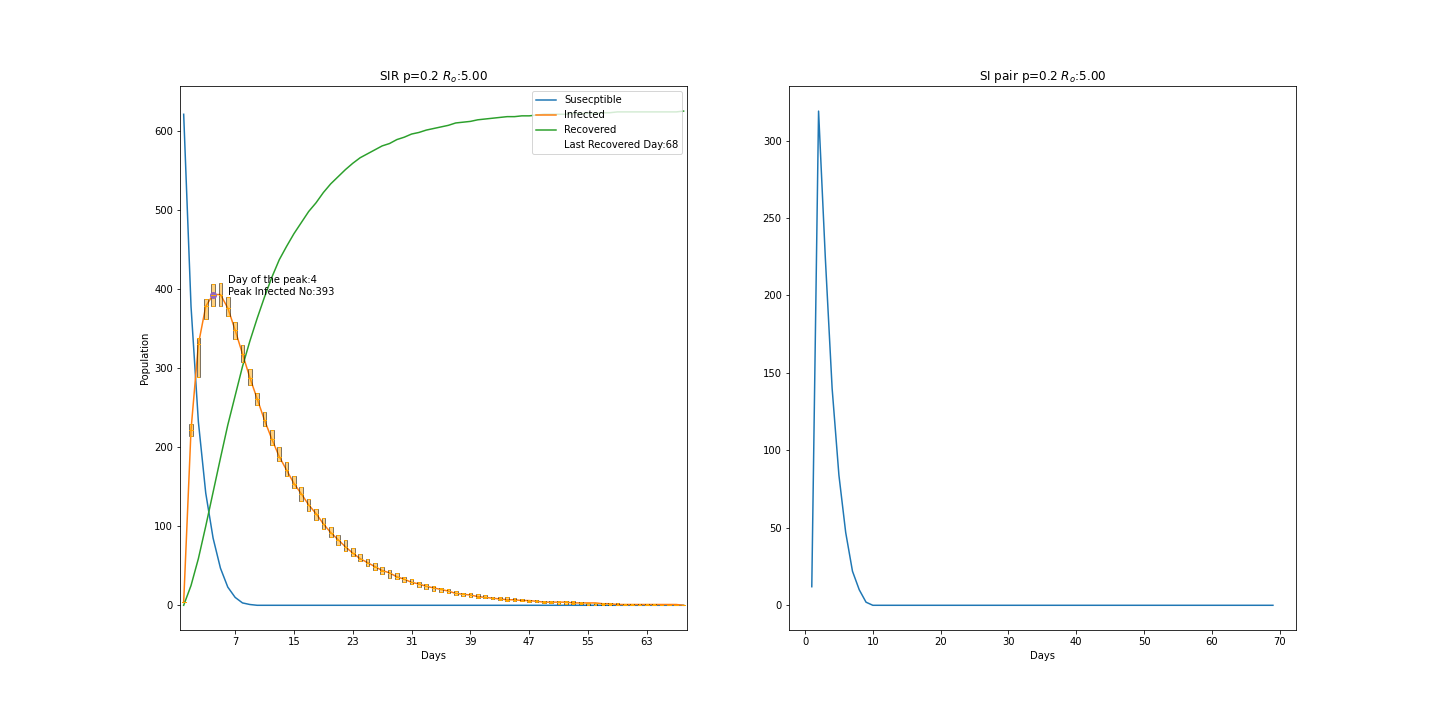 SIR p=0.2 Rₒ:5.00
Susecptible
Infected
Recovered
Last Recovered Day:68
Day of the peak:4
Peak Infected No:393
600
500
400
300
200
100
0
Population
7 15 23 31 39 47 55 63
Days
SI pair p=0.2 Rₒ:5.00
300
250
200
150
100
50
0
0 10 20 30 40 50 60 70
Days